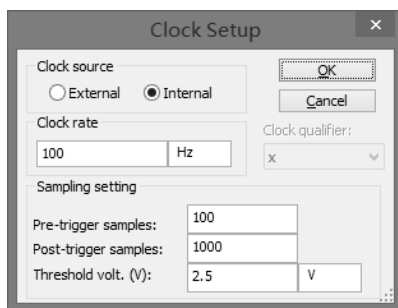 Clock Setup
×
Clock source
External Internal
OK
Cancel
Clock rate
100 Hz
Clock qualifier:
x
Sampling setting
Pre-trigger samples: 100
Post-trigger samples: 1000
Threshold volt. (V): 2.5 V